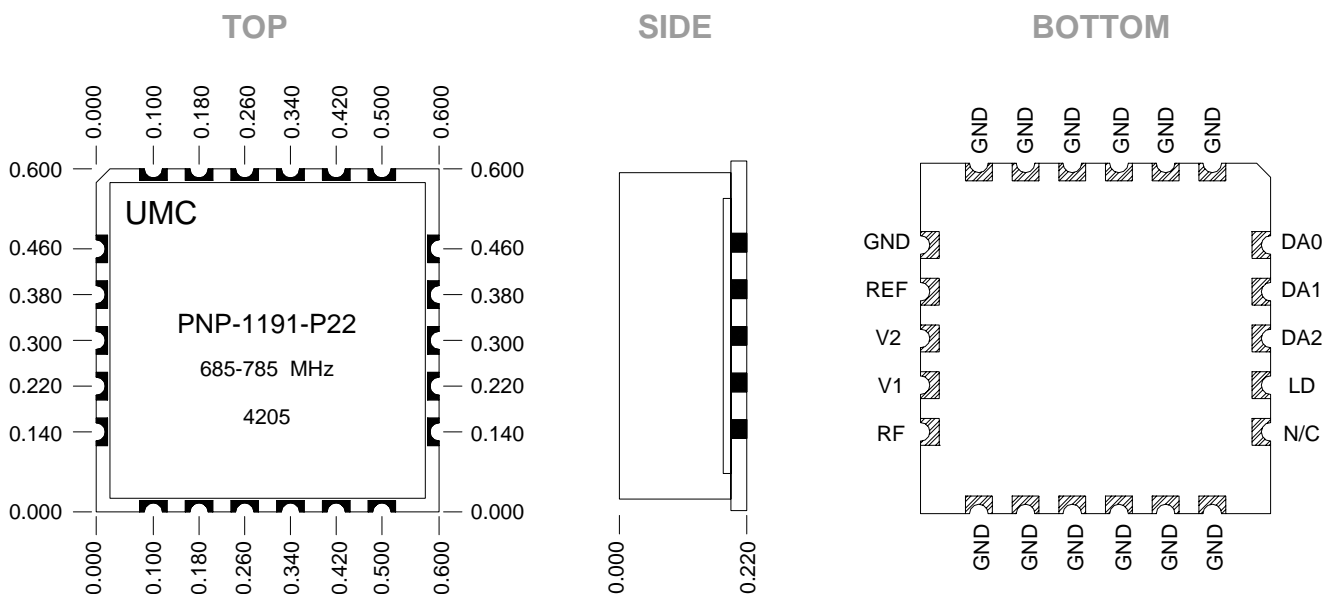 TOP
SIDE
BOTTOM
0.000
0.100
0.180
0.260
0.340
0.420
0.500
0.600
0.600
0.460
0.380
0.300
0.220
0.140
0.000
UMC
PNP-1191-P22
685-785 MHz
4205
0.600
0.460
0.380
0.300
0.220
0.140
0.000
0.000
0.100
0.180
0.260
0.340
0.420
0.500
0.600
0.000
0.220
GND
GND
GND
GND
GND
GND
GND
REF
V2
V1
RF
DA0
DA1
DA2
LD
N/C
GND
GND
GND
GND
GND
GND